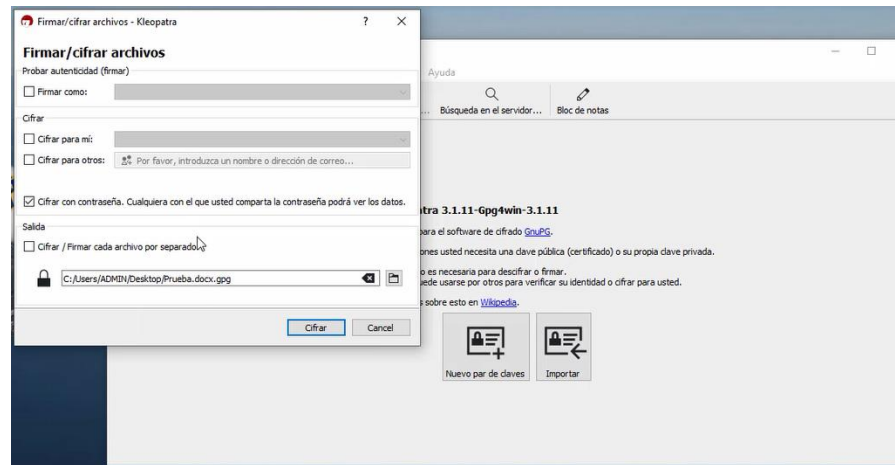 Firmar/cifrar archivos - Kleopatra
Firmar/cifrar archivos
Probar autenticidad (firmar)
Firmar como:
Cifrar
Cifrar para mí:
Cifrar para otros: Por favor, introduzca un nombre o dirección de correo...
Cifrar con contraseña. Cualquiera con el que usted comparta la contraseña podrá ver los datos.
Salida
Cifrar / Firmar cada archivo por separado.
C:/Users/ADMIN/Desktop/Prueba.docx.gpg
Cifrar Cancel
Ayuda
... Búsqueda en el servidor... Bloc de notas
tra 3.1.11-Gpg4win-3.1.11
para el software de cifrado GnuPG.
ones usted necesita una clave pública (certificado) o su propia clave privada.
o es necesaria para descifrar o firmar.
uede usarse por otros para verificar su identidad o cifrar para usted.
s sobre esto en Wikipedia.
Nuevo par de claves Importar